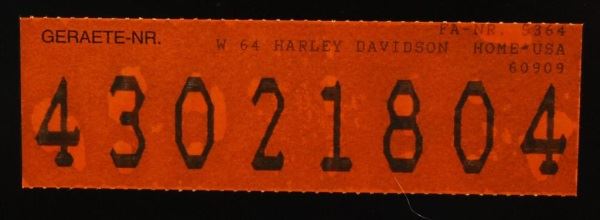 GERAETE-NR.
FA-NR. 5364
W 64 HARLEY DAVIDSON HOME*USA
60909
43021804